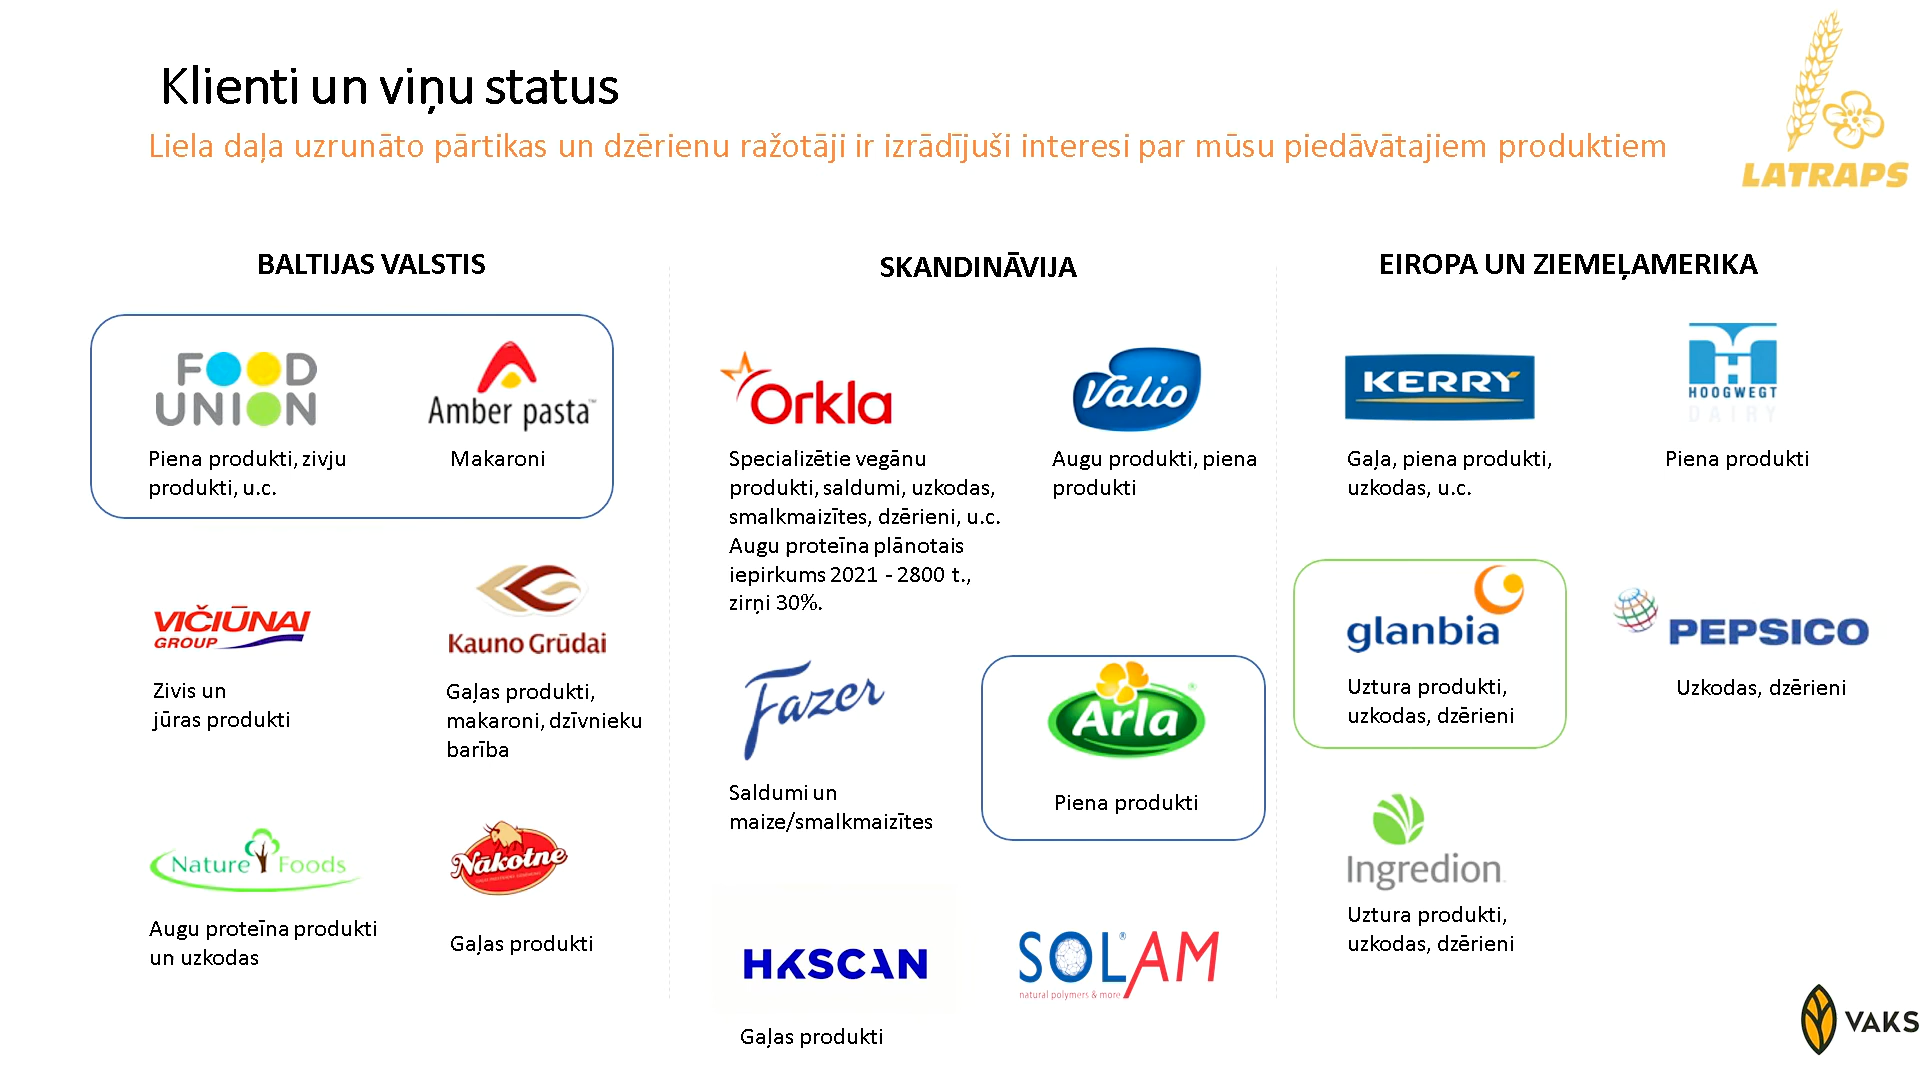 Klienti un viņu status
Liela daļa uzrunāto pārtikas un dzērienu ražotāji ir izrādījuši interesi par mūsu piedāvātajiem produktiem
LATRAPS
BALTIJAS VALSTIS
FOOD
UNION
Piena produkti, zivju
produkti, u.c.
Amber pasta™
Makaroni
VIČIŪNAI
GROUP
Zivis un
jūras produkti
Kauno Grūdai
Gaļas produkti,
makaroni, dzīvnieku
barība
Nature Foods
Augu proteīna produkti
un uzkodas
Nākotne
Gaļas produkti
SKANDINĀVIJA
Orkla
Specializētie vegānu
produkti, saldumi, uzkodas,
smalkmaizītes, dzērieni, u.c.
Augu proteīna plānotais
iepirkums 2021 - 2800 t.,
zirņi 30%.
Valio
Augu produkti, piena
produkti
Fazer
Saldumi un
maize/smalkmaizītes
Arla®
Piena produkti
HKSCAN
Gaļas produkti
SOL®AM
natural polymers & more
EIROPA UN ZIEMEĻAMERIKA
KERRY
Gaļa, piena produkti,
uzkodas, u.c.
HOOGWEGT
DAIRY
Piena produkti
glanbia
Uztura produkti,
uzkodas, dzērieni
PEPSICO
Uzkodas, dzērieni
Ingredion
Uztura produkti,
uzkodas, dzērieni
VAKS